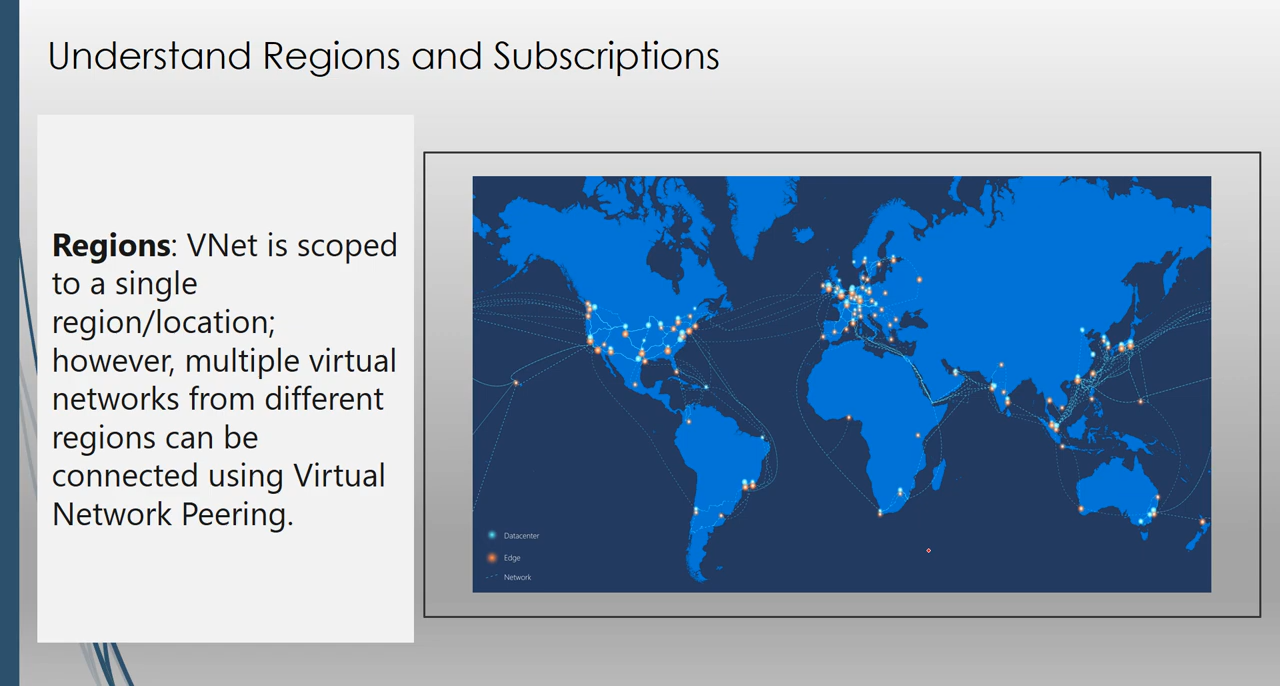 Understand Regions and Subscriptions
Regions: VNet is scoped
to a single
region/location;
however, multiple virtual
networks from different
regions can be
connected using Virtual
Network Peering.
Datacenter
Edge
Network